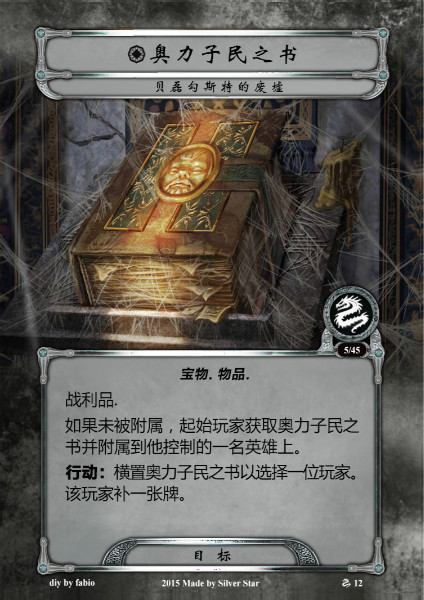 奥力子民之书
贝磊勾斯特的废墟
5/45
宝物. 物品.
战利品.
如果未被附属，起始玩家获取奥力子民之
书并附属到他控制的一名英雄上。
行动：横置奥力子民之书以选择一位玩家。
该玩家补一张牌。
目标
diy by fabio
2015 Made by Silver Star
12